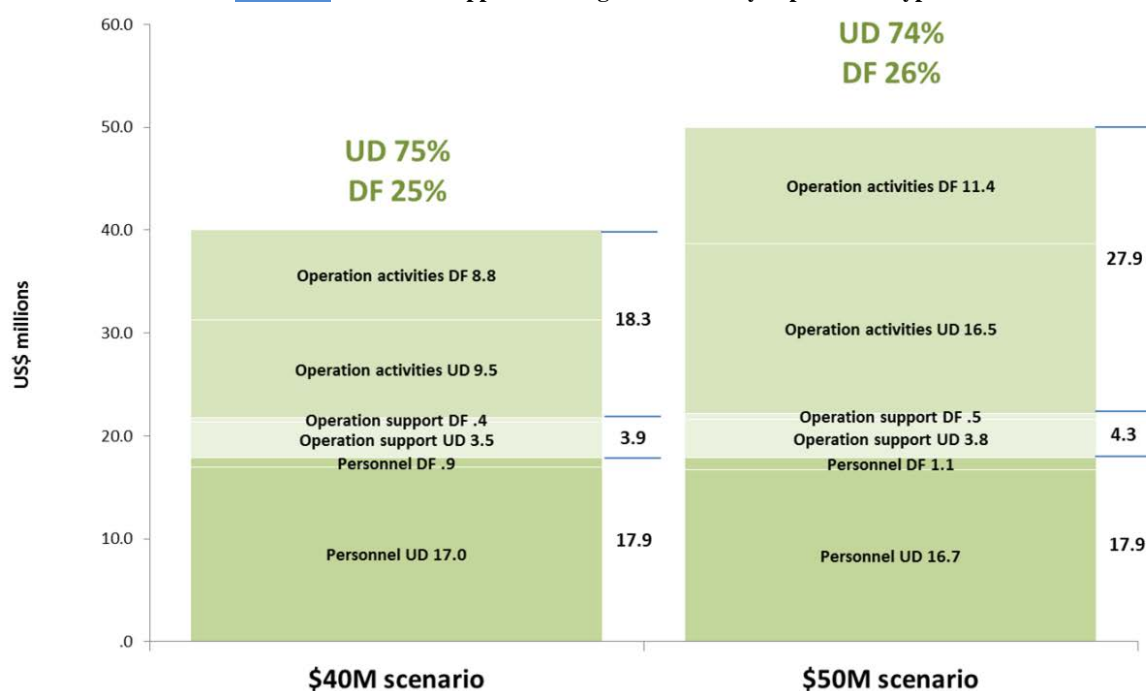 60.0
50.0
40.0
30.0
20.0
10.0
.0
US$ millions
UD 75%
DF 25%
Operation activities DF 8.8
Operation activities UD 9.5
Operation support DF .4
Operation support UD 3.5
Personnel DF .9
Personnel UD 17.0
18.3
3.9
17.9
$40M scenario
UD 74%
DF 26%
Operation activities DF 11.4
Operation activities UD 16.5
Operation support DF .5
Operation support UD 3.8
Personnel DF 1.1
Personnel UD 16.7
27.9
4.3
17.9
$50M scenario